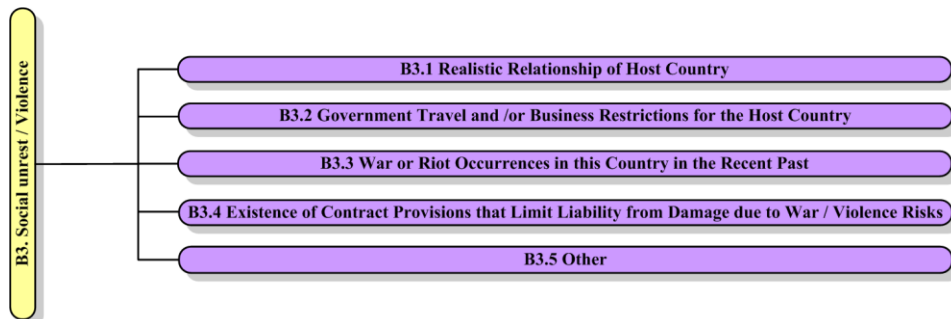 B3. Social unrest / Violence
B3.1 Realistic Relationship of Host Country
B3.2 Government Travel and /or Business Restrictions for the Host Country
B3.3 War or Riot Occurrences in this Country in the Recent Past
B3.4 Existence of Contract Provisions that Limit Liability from Damage due to War / Violence Risks
B3.5 Other